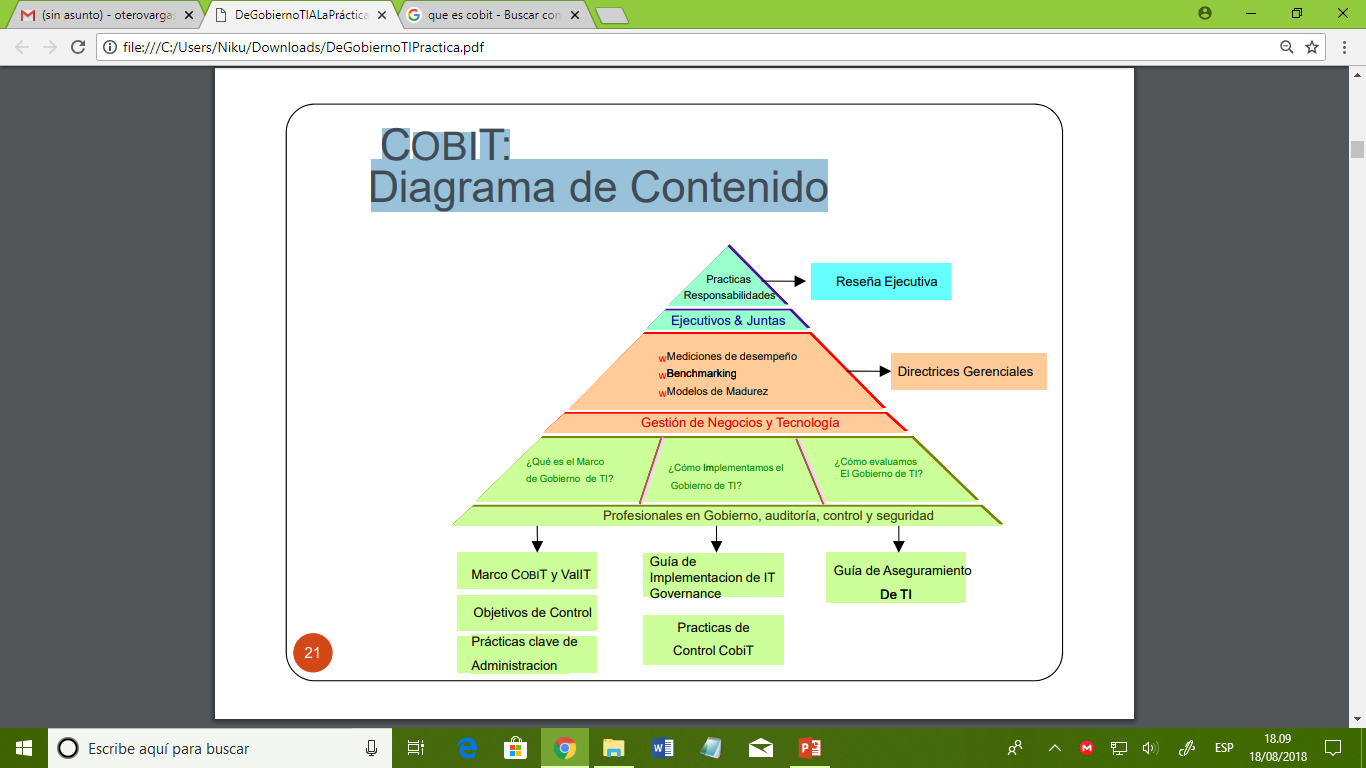 (sin asunto) - oterovargas
DeGobiernoTIALaPráctica
que es cobit - Buscar con
file:///C:/Users/Niku/Downloads/DeGobiernoTIPractica.pdf
COBIT:
Diagrama de Contenido
Practicas
Responsabilidades
Reseña Ejecutiva
Ejecutivos & Juntas
wMediciones de desempeño
wBenchmarking
wModelos de Madurez
Directrices Gerenciales
Gestión de Negocios y Tecnología
¿Qué es el Marco
de Gobierno de TI?
¿Cómo Implementamos el
Gobierno de TI?
¿Cómo evaluamos
El Gobierno de TI?
Profesionales en Gobierno, auditoría, control y seguridad
Marco COBIT y ValIT
Objetivos de Control
Prácticas clave de
Administracion
Guía de
Implementacion de IT
Governance
Practicas de
Control CobiT
Guía de Aseguramiento
De TI
21
Escribe aquí para buscar
ESP
18.09
18/08/2018